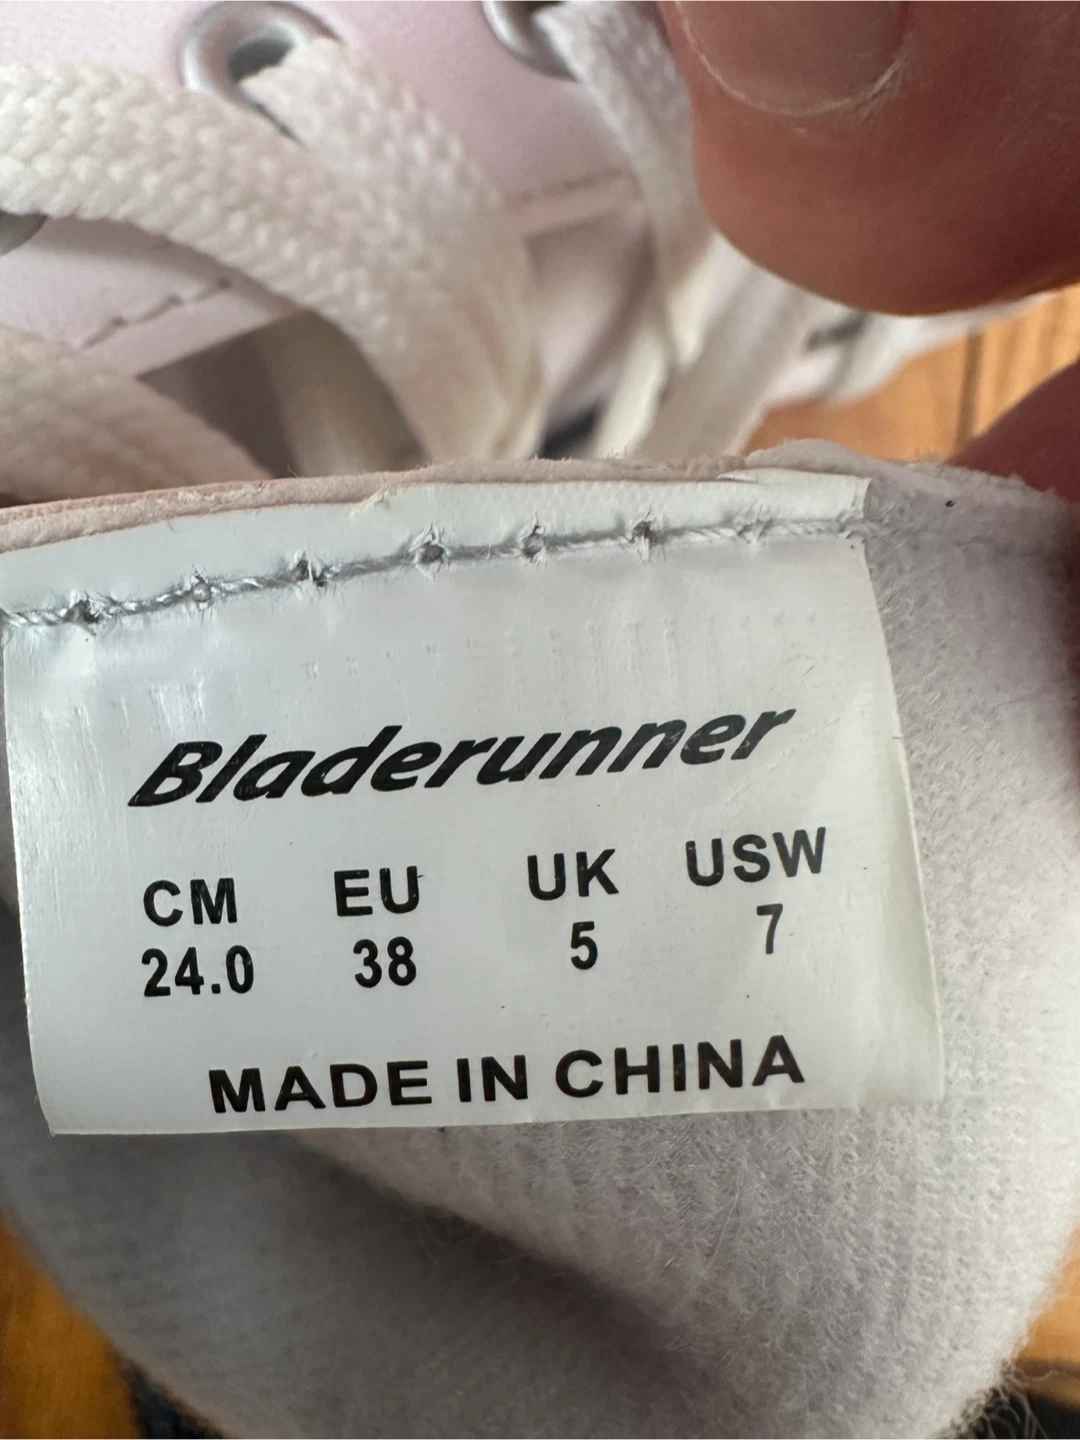 Bladerunner
CM EU UK USW
24.0 38 5 7
MADE IN CHINA